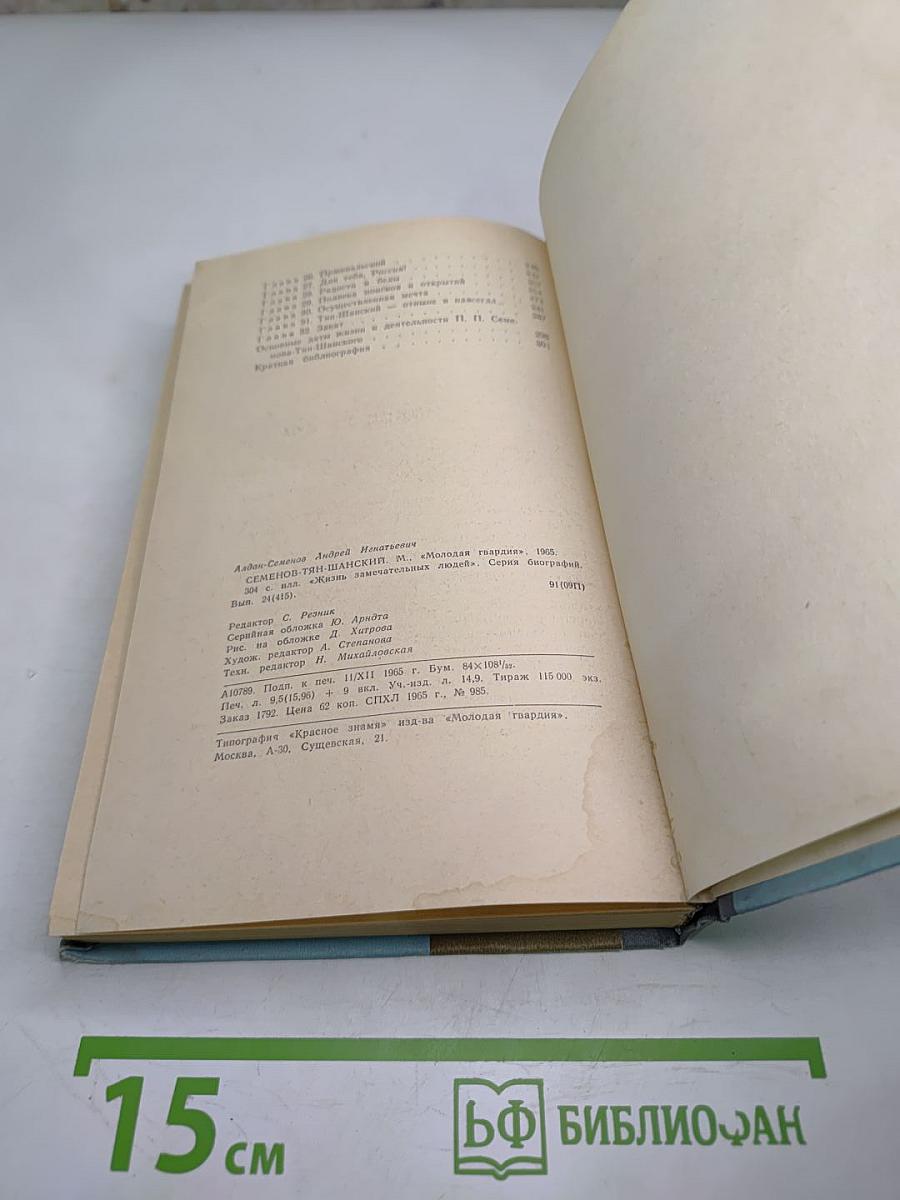 Глава 26. Пржевальский
Глава 27. Для тебя, Россия!
Глава 28. Радости и беды
Глава 29. Полвека поисков и открытий
Глава 30. Осуществленная мечта
Глава 31. Тян-Шанский — отныне и навсегда
Глава 32. Закат
Основные даты жизни и деятельности П. П. Семе-
нова-Тян-Шанского
Краткая библиография
Алдан-Семенов Андрей Игнатьевич
СЕМЕНОВ-ТЯН-ШАНСКИЙ. М., «Молодая гвардия», 1965.
304 с. илл. «Жизнь замечательных людей». Серия биографий.
Вып. 24(415).
91(09П)
Редактор С. Резник
Серийная обложка Ю. Арндта
Рис. на обложке Д. Хитрова
Худож. редактор А. Степанова
Техн. редактор Н. Михайловская
А10789. Подп. к печ. 11/XII 1965 г. Бум. 84×108¹/₃₂.
Печ. л. 9,5(15,96) + 9 вкл. Уч.-изд. л. 14,9. Тираж 115 000 экз.
Заказ 1792. Цена 62 коп. СПХЛ 1965 г., № 985.
Типография «Красное знамя» изд-ва «Молодая гвардия».
Москва, А-30, Сущевская, 21.
15 см
БФ БИБЛИОФАН